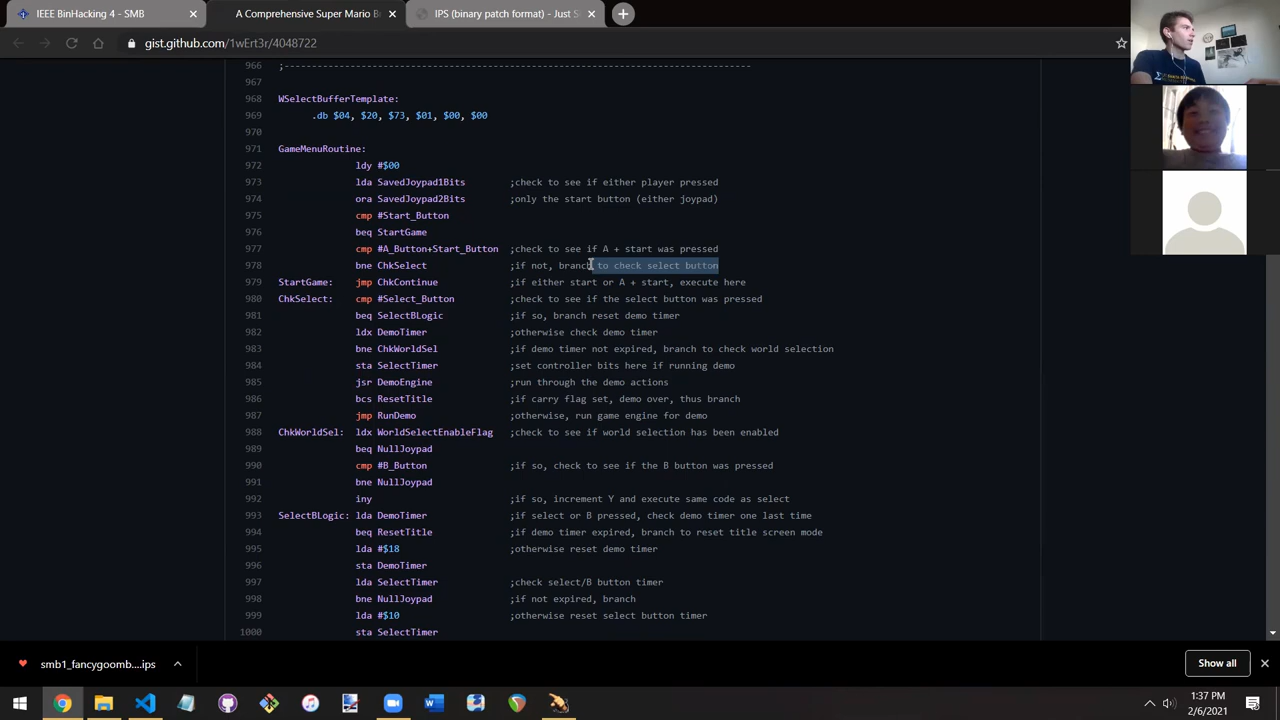 IEEE BinHacking 4 - SMB
A Comprehensive Super Mario B
IPS (binary patch format) - Just S
gist.github.com/1wErt3r/4048722
966 ;-------------------------------------------------------------------------------------
967
968 WSelectBufferTemplate:
969 .db $04, $20, $73, $01, $00, $00
970
971 GameMenuRoutine:
972 ldy #$00
973 lda SavedJoypad1Bits ;check to see if either player pressed
974 ora SavedJoypad2Bits ;only the start button (either joypad)
975 cmp #Start_Button
976 beq StartGame
977 cmp #A_Button+Start_Button ;check to see if A + start was pressed
978 bne ChkSelect ;if not, branch to check select button
979 StartGame: jmp ChkContinue ;if either start or A + start, execute here
980 ChkSelect: cmp #Select_Button ;check to see if the select button was pressed
981 beq SelectBLogic ;if so, branch reset demo timer
982 ldx DemoTimer ;otherwise check demo timer
983 bne ChkWorldSel ;if demo timer not expired, branch to check world selection
984 sta SelectTimer ;set controller bits here if running demo
985 jsr DemoEngine ;run through the demo actions
986 bcs ResetTitle ;if carry flag set, demo over, thus branch
987 jmp RunDemo ;otherwise, run game engine for demo
988 ChkWorldSel: ldx WorldSelectEnableFlag ;check to see if world selection has been enabled
989 beq NullJoypad
990 cmp #B_Button ;if so, check to see if the B button was pressed
991 bne NullJoypad
992 iny ;if so, increment Y and execute same code as select
993 SelectBLogic: lda DemoTimer ;if select or B pressed, check demo timer one last time
994 beq ResetTitle ;if demo timer expired, branch to reset title screen mode
995 lda #$18 ;otherwise reset demo timer
996 sta DemoTimer
997 lda SelectTimer ;check select/B button timer
998 bne NullJoypad ;if not expired, branch
999 lda #$10 ;otherwise reset select button timer
1000 sta SelectTimer
smb1_fancygoomb....ips
Show all
1:37 PM
2/6/2021